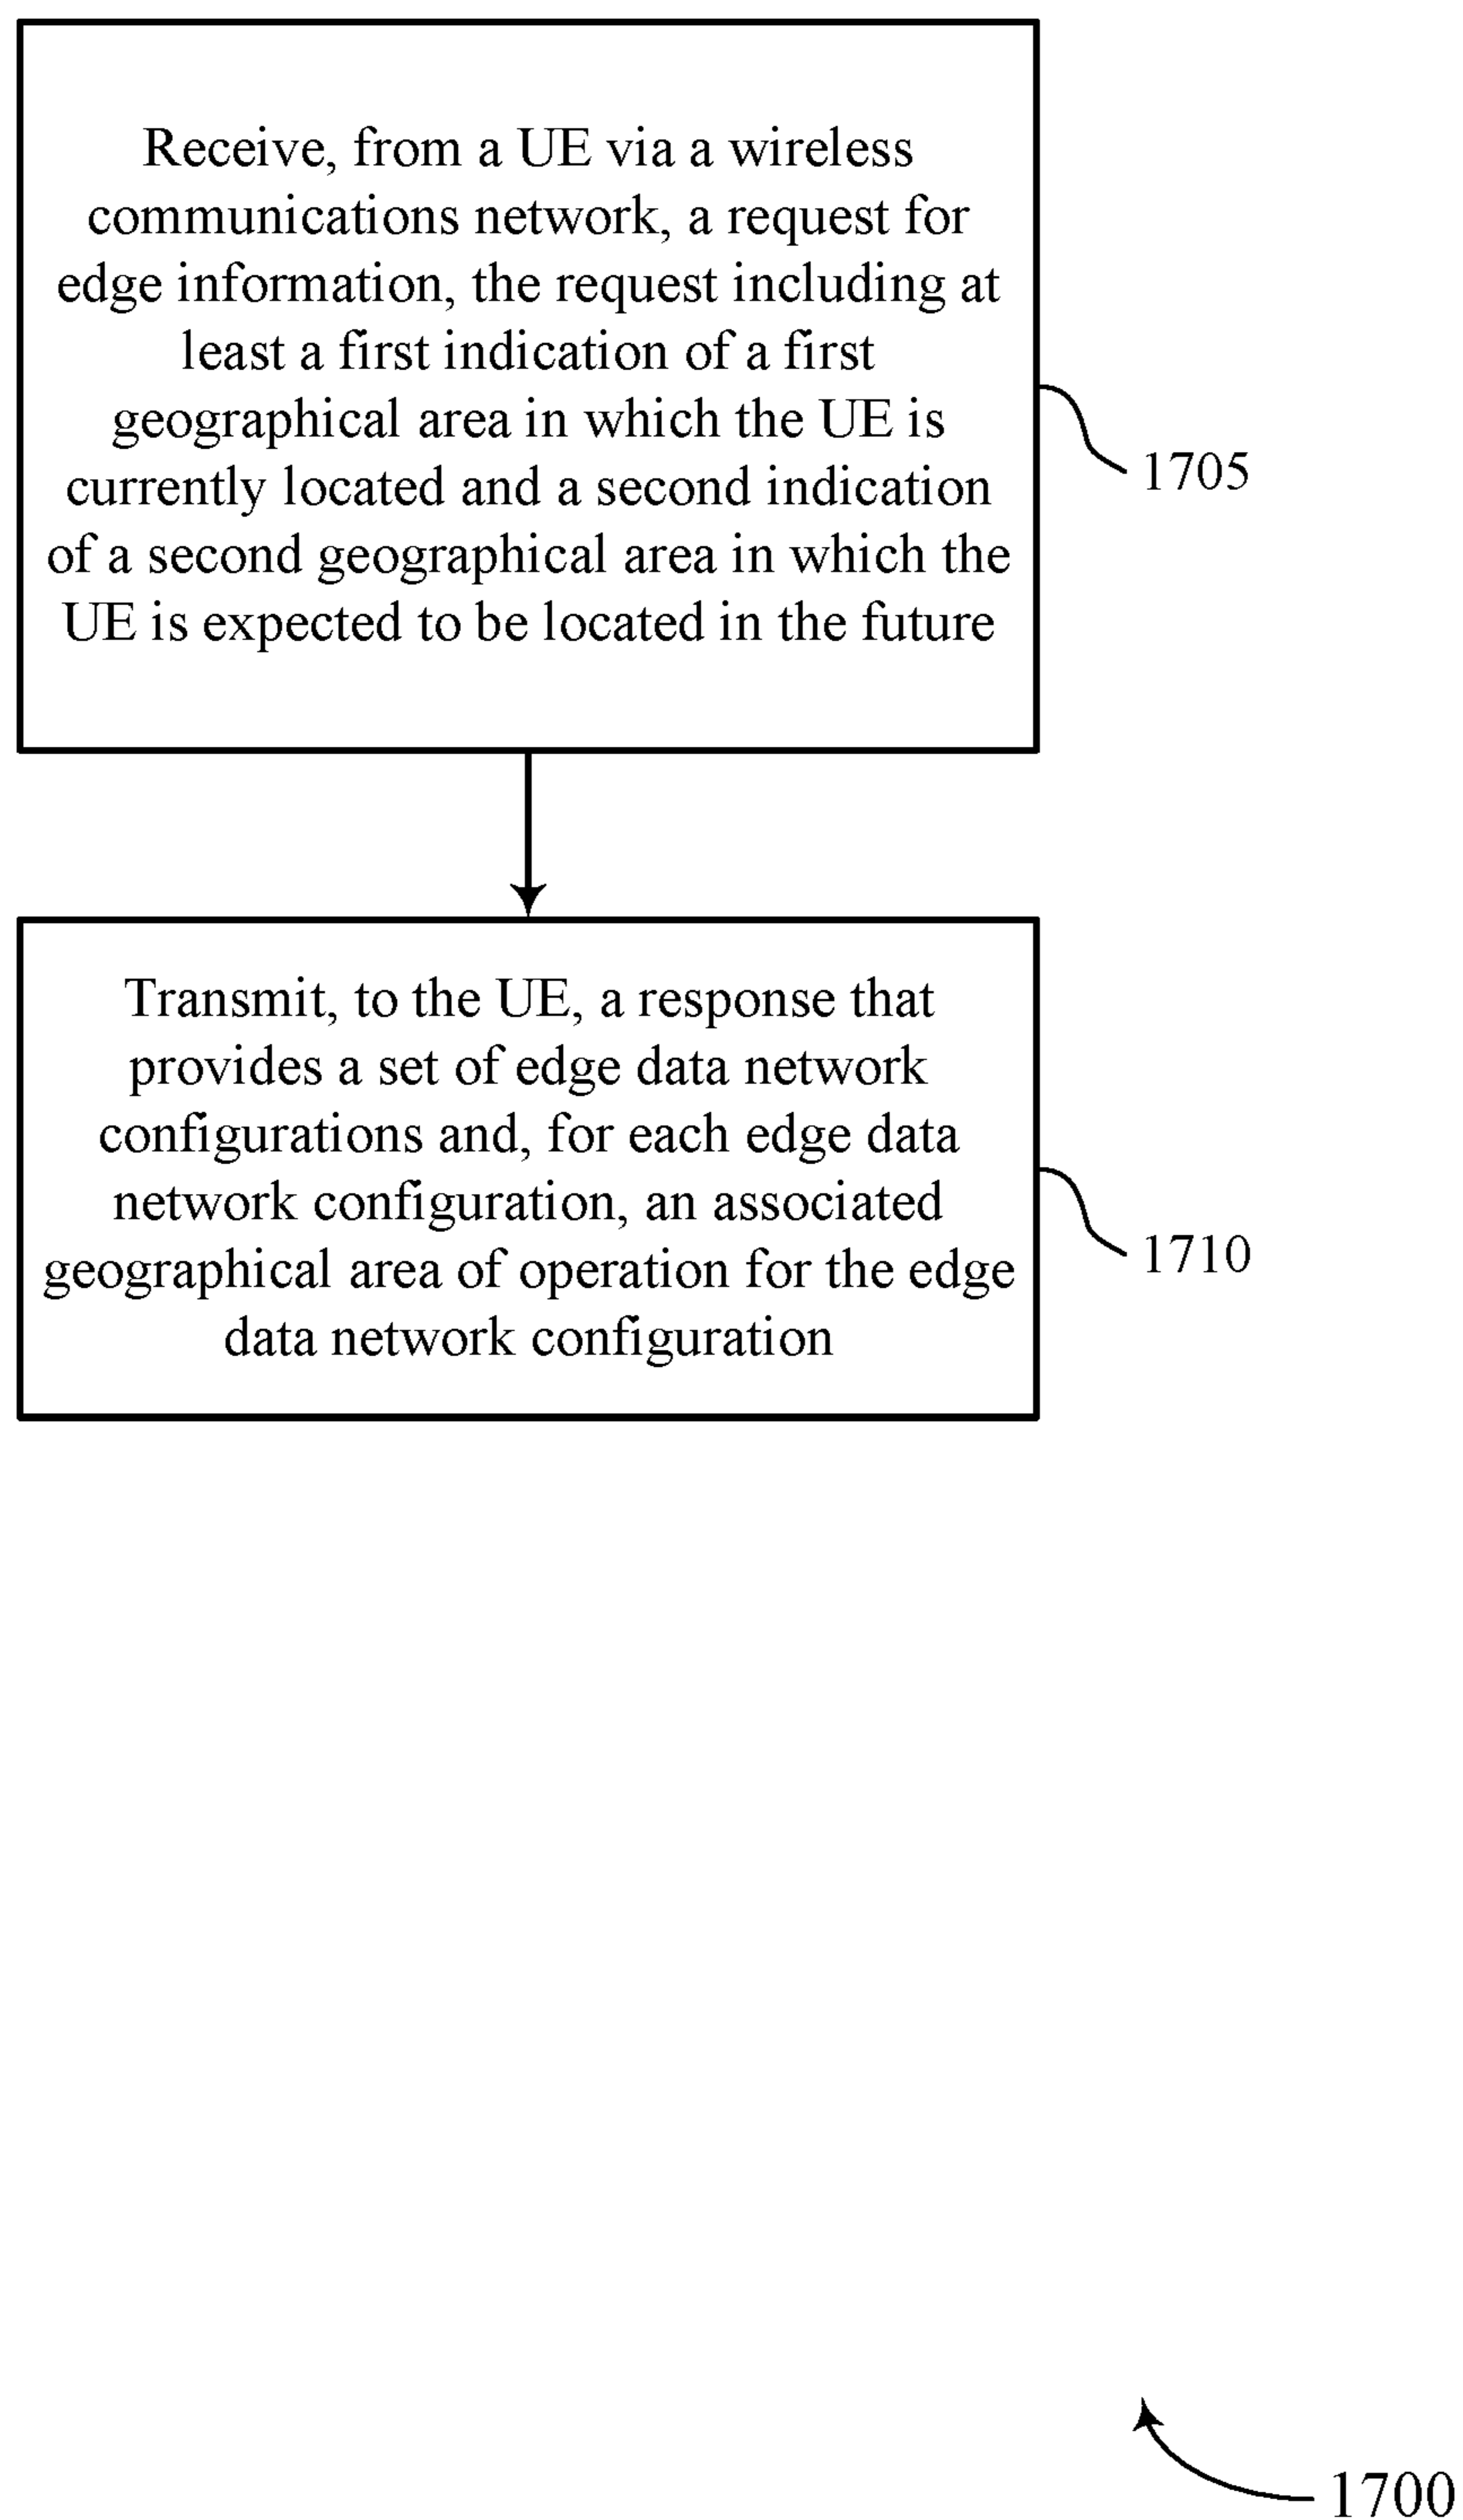 Receive, from a UE via a wireless
communications network, a request for
edge information, the request including at
least a first indication of a first
geographical area in which the UE is
currently located and a second indication
of a second geographical area in which the
UE is expected to be located in the future
1705
Transmit, to the UE, a response that
provides a set of edge data network
configurations and, for each edge data
network configuration, an associated
geographical area of operation for the edge
data network configuration
1710
1700